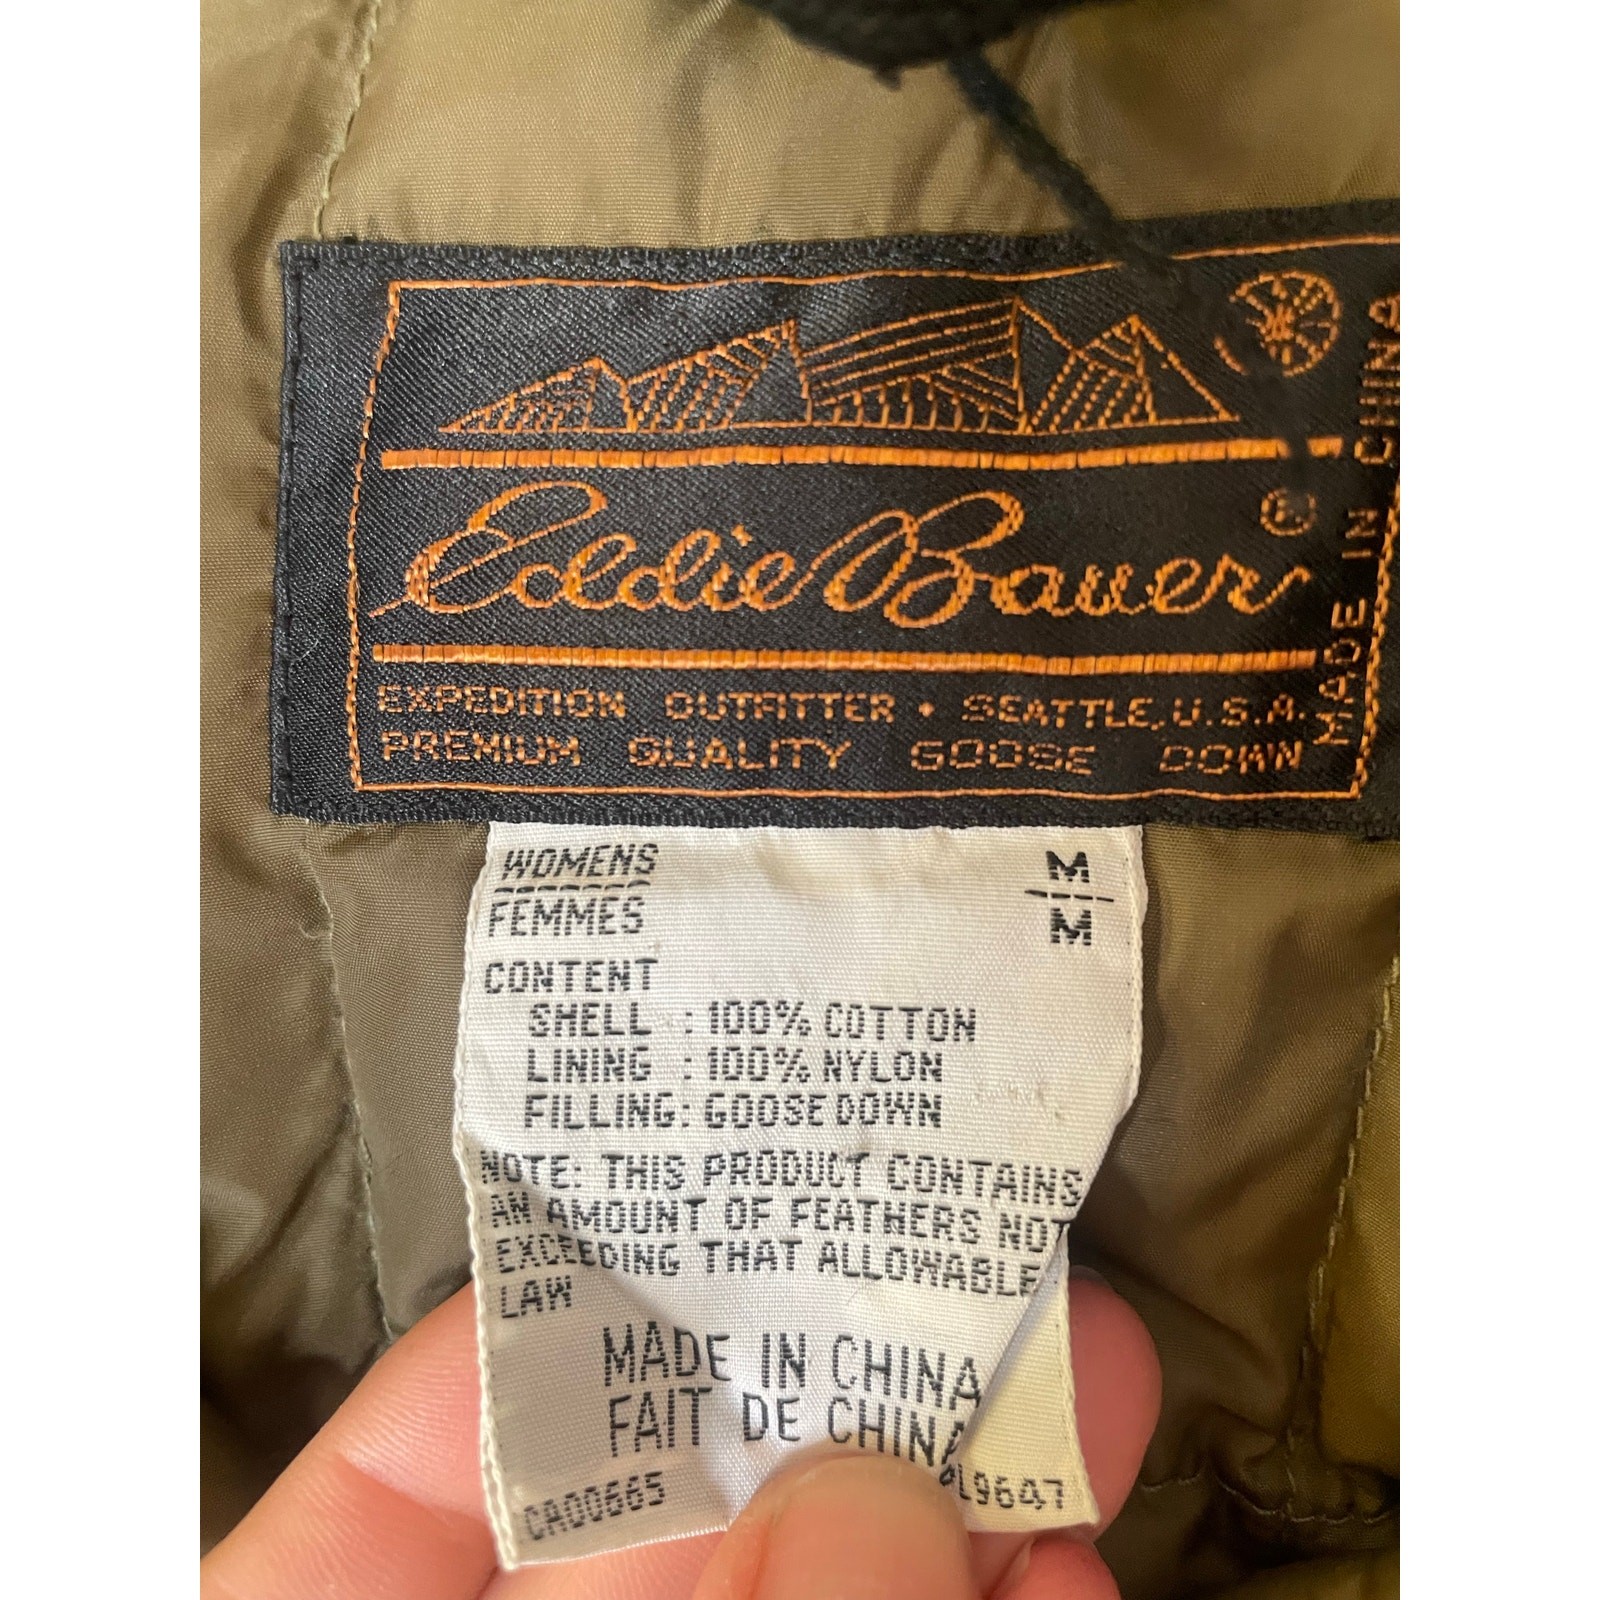 Eddie Bauer ®
EXPEDITION OUTFITTER • SEATTLE, U.S.A.
PREMIUM QUALITY GOOSE DOWN
MADE IN CHINA
WOMENS M
FEMMES M
CONTENT
SHELL : 100% COTTON
LINING : 100% NYLON
FILLING: GOOSE DOWN
NOTE: THIS PRODUCT CONTAINS
AN AMOUNT OF FEATHERS NOT
EXCEEDING THAT ALLOWABLE
LAW
MADE IN CHINA
FAIT DE CHINA
CA00665